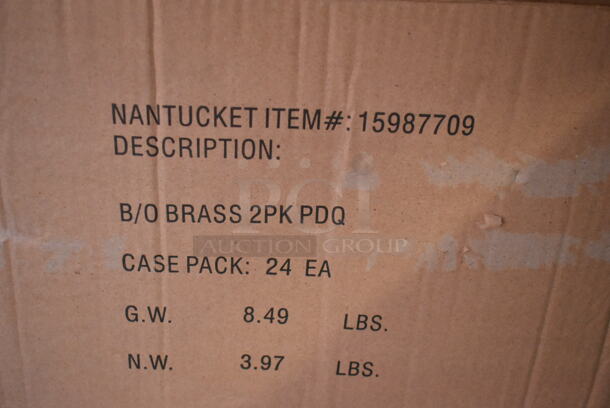 NANTUCKET ITEM#: 15987709
DESCRIPTION:
B/O BRASS 2PK PDQ
PCI
AUCTION GROUP
CASE PACK: 24 EA
G.W. 8.49 LBS.
N.W. 3.97 LBS.